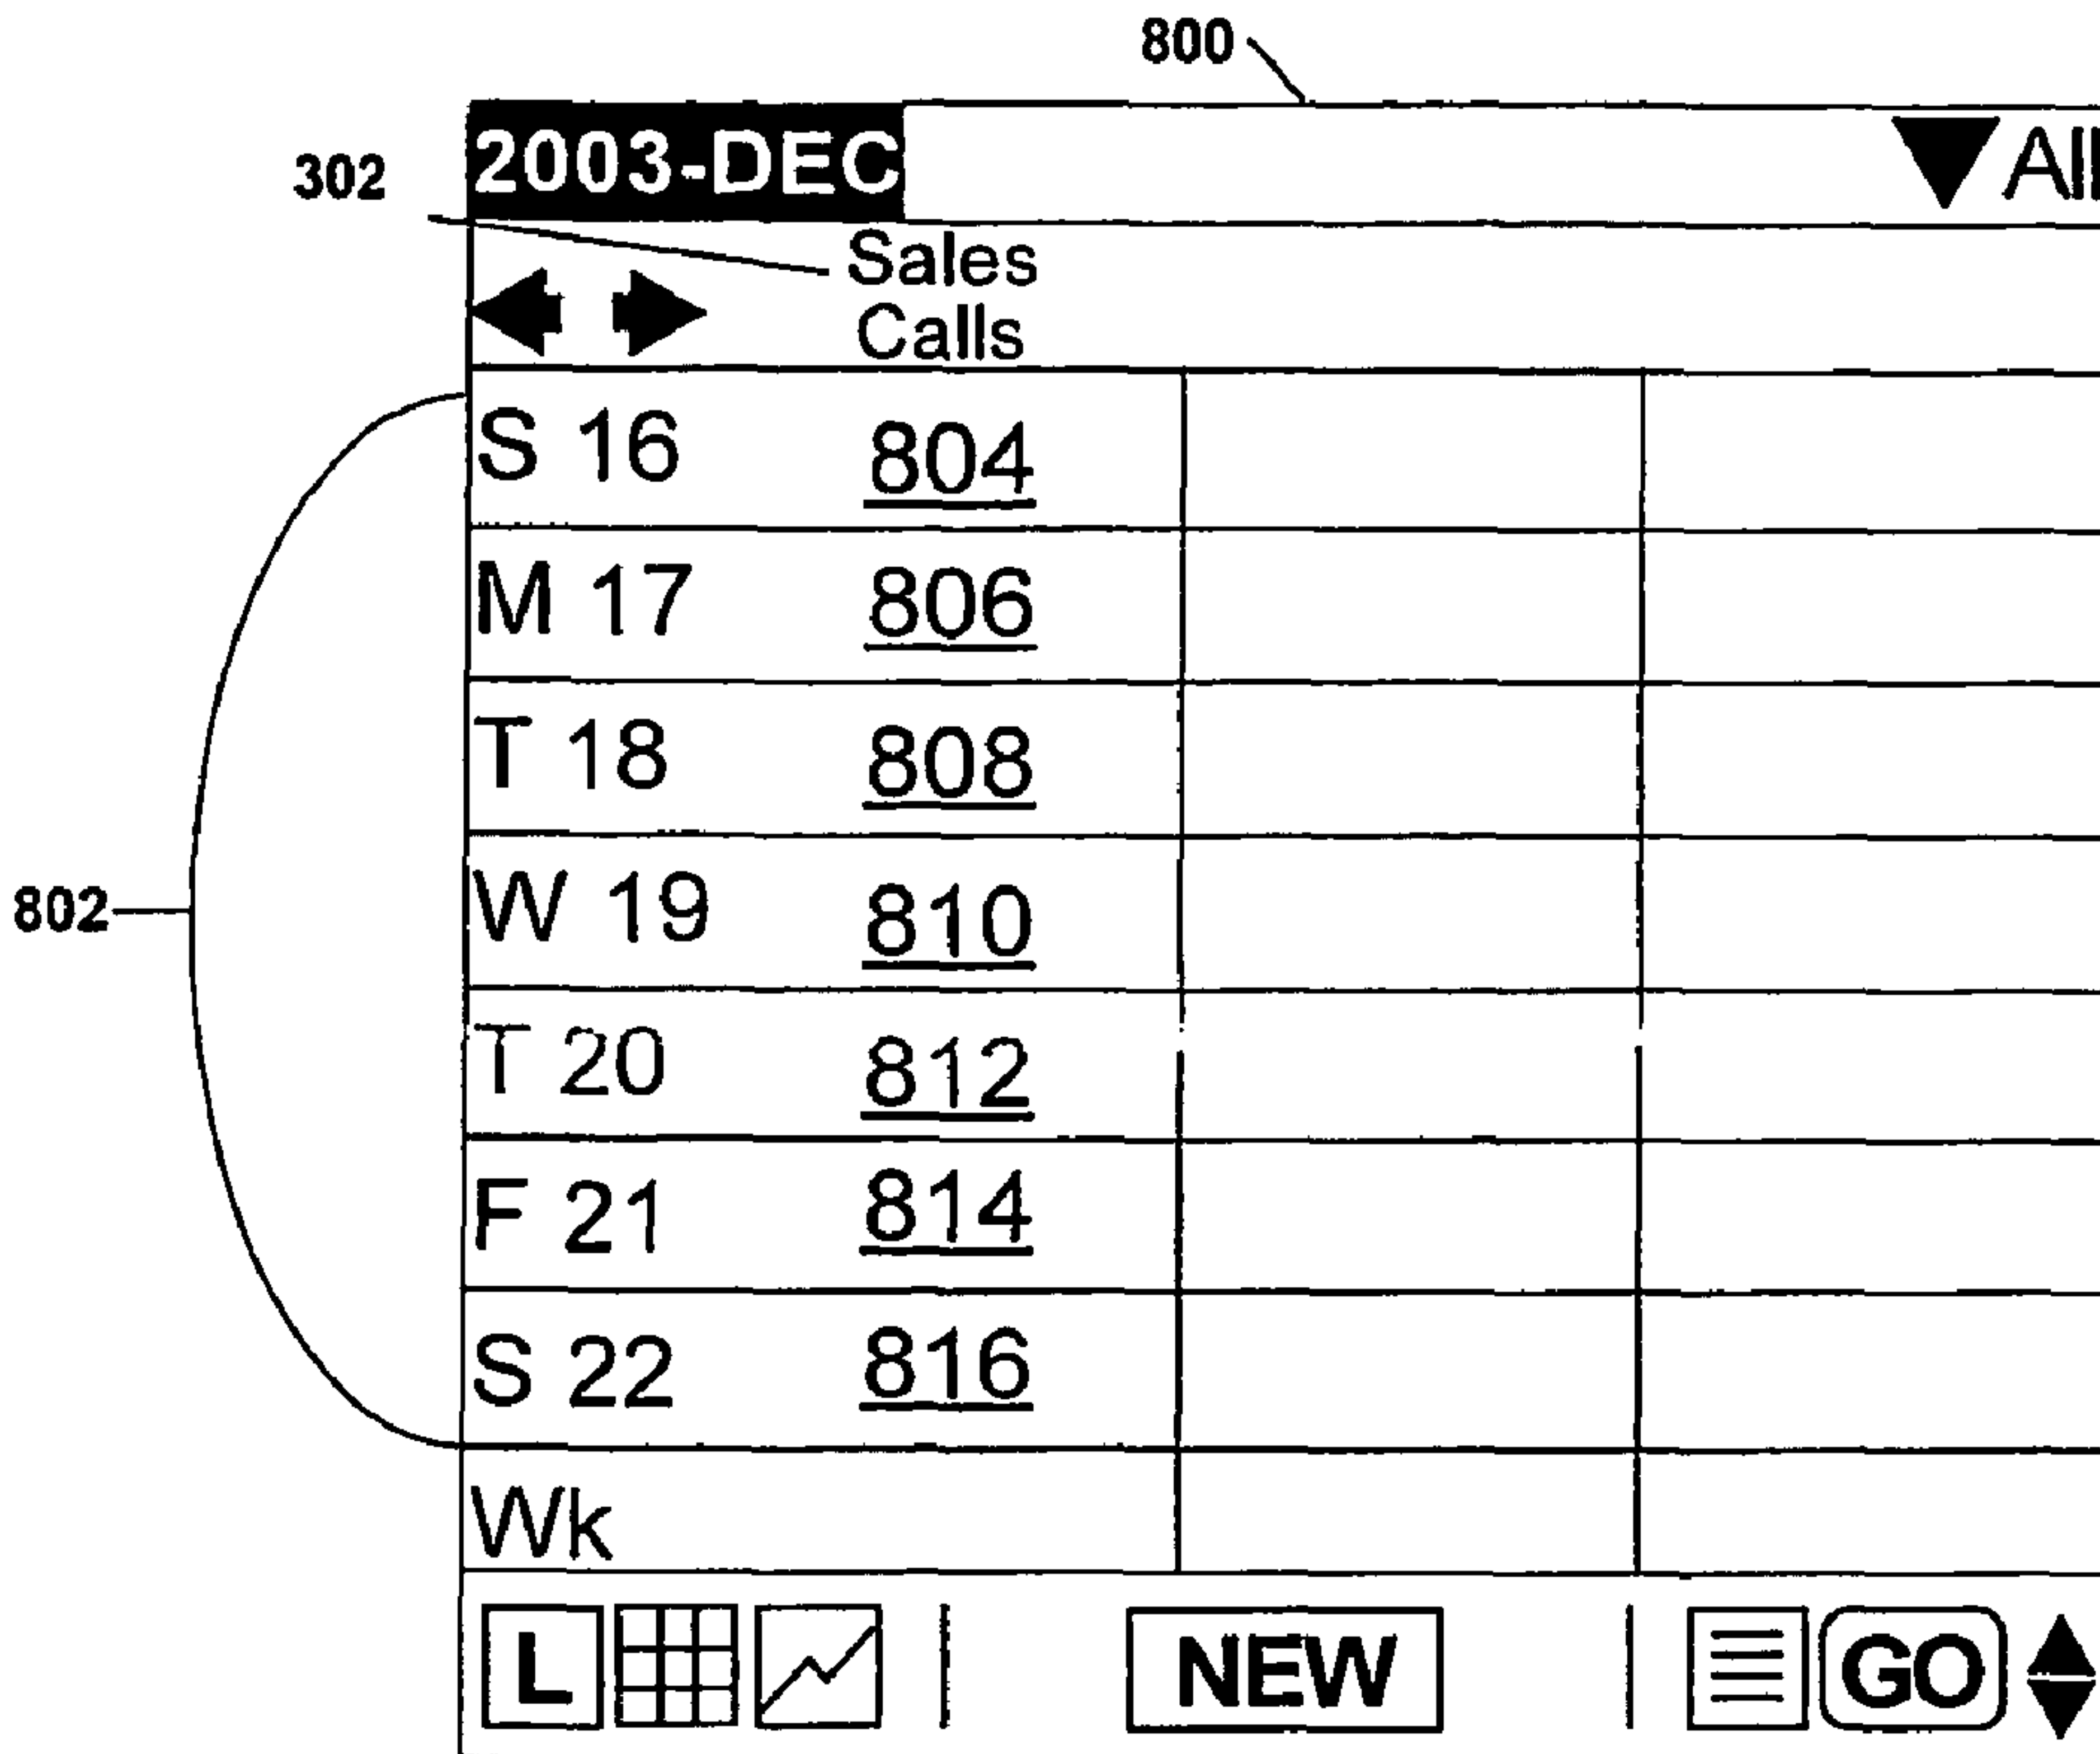 800
302
2003-DEC
All
Sales
Calls
S 16 804
M 17 806
T 18 808
802
W 19 810
T 20 812
F 21 814
S 22 816
Wk
L NEW GO